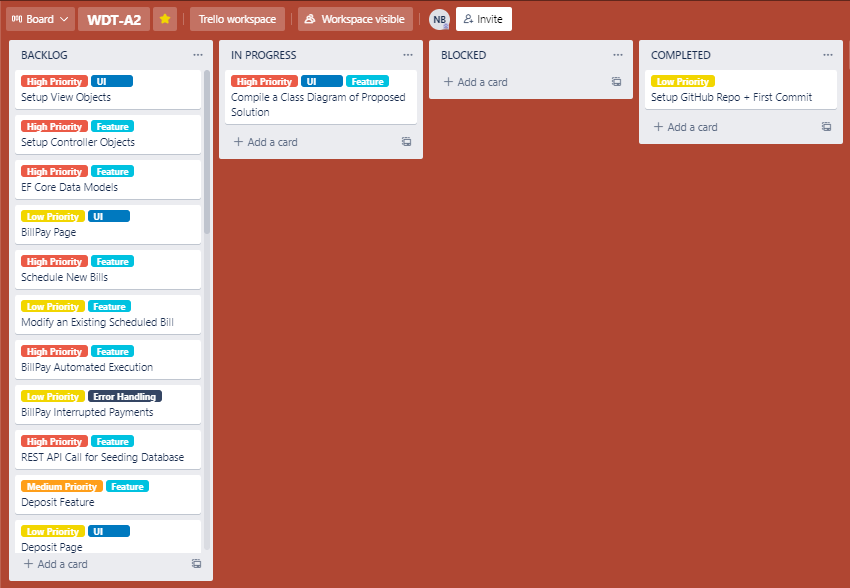 Board
WDT-A2
Trello workspace
Workspace visible
NB
Invite
BACKLOG
High Priority UI
Setup View Objects
High Priority Feature
Setup Controller Objects
High Priority Feature
EF Core Data Models
Low Priority UI
BillPay Page
High Priority Feature
Schedule New Bills
Low Priority Feature
Modify an Existing Scheduled Bill
High Priority Feature
BillPay Automated Execution
Low Priority Error Handling
BillPay Interrupted Payments
High Priority Feature
REST API Call for Seeding Database
Medium Priority Feature
Deposit Feature
Low Priority UI
Deposit Page
+ Add a card
IN PROGRESS
High Priority UI Feature
Compile a Class Diagram of Proposed
Solution
+ Add a card
BLOCKED
+ Add a card
COMPLETED
Low Priority
Setup GitHub Repo + First Commit
+ Add a card